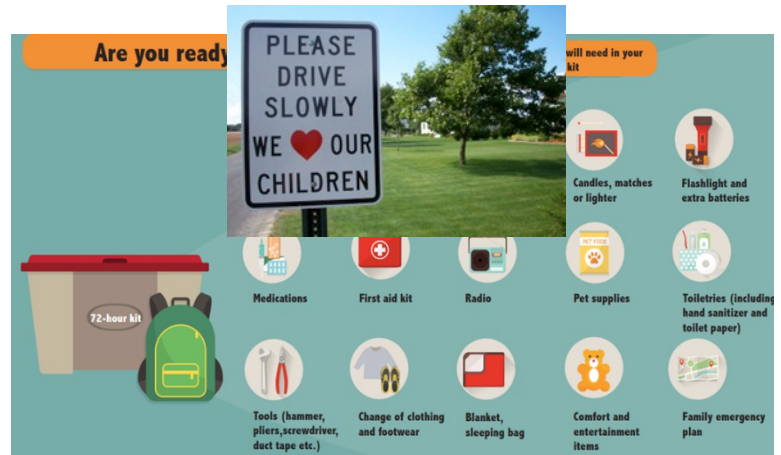 Are you ready
will need in your
kit
PLEASE
DRIVE
SLOWLY
WE ❤ OUR
CHILDREN
Candles, matches
or lighter
Flashlight and
extra batteries
PET FOOD
72-hour kit
Medications
First aid kit
Radio
Pet supplies
Toiletries (including
hand sanitizer and
toilet paper)
Tools (hammer,
pliers,screwdriver,
duct tape etc.)
Change of clothing
and footwear
Blanket,
sleeping bag
Comfort and
entertainment
items
Family emergency
plan